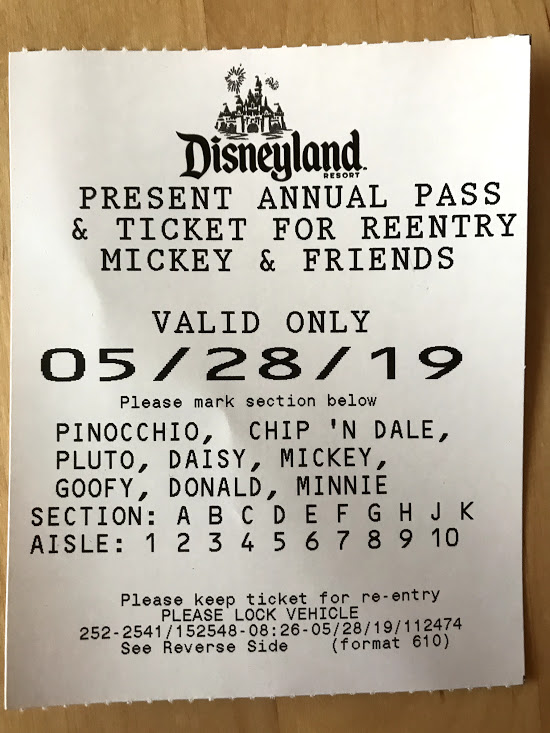 Disneyland
RESORT
PRESENT ANNUAL PASS
& TICKET FOR REENTRY
MICKEY & FRIENDS
VALID ONLY
05/28/19
Please mark section below
PINOCCHIO, CHIP 'N DALE,
PLUTO, DAISY, MICKEY,
GOOFY, DONALD, MINNIE
SECTION: A B C D E F G H J K
AISLE: 1 2 3 4 5 6 7 8 9 10
Please keep ticket for re-entry
PLEASE LOCK VEHICLE
252-2541/152548-08:26-05/28/19/112474
See Reverse Side (format 610)